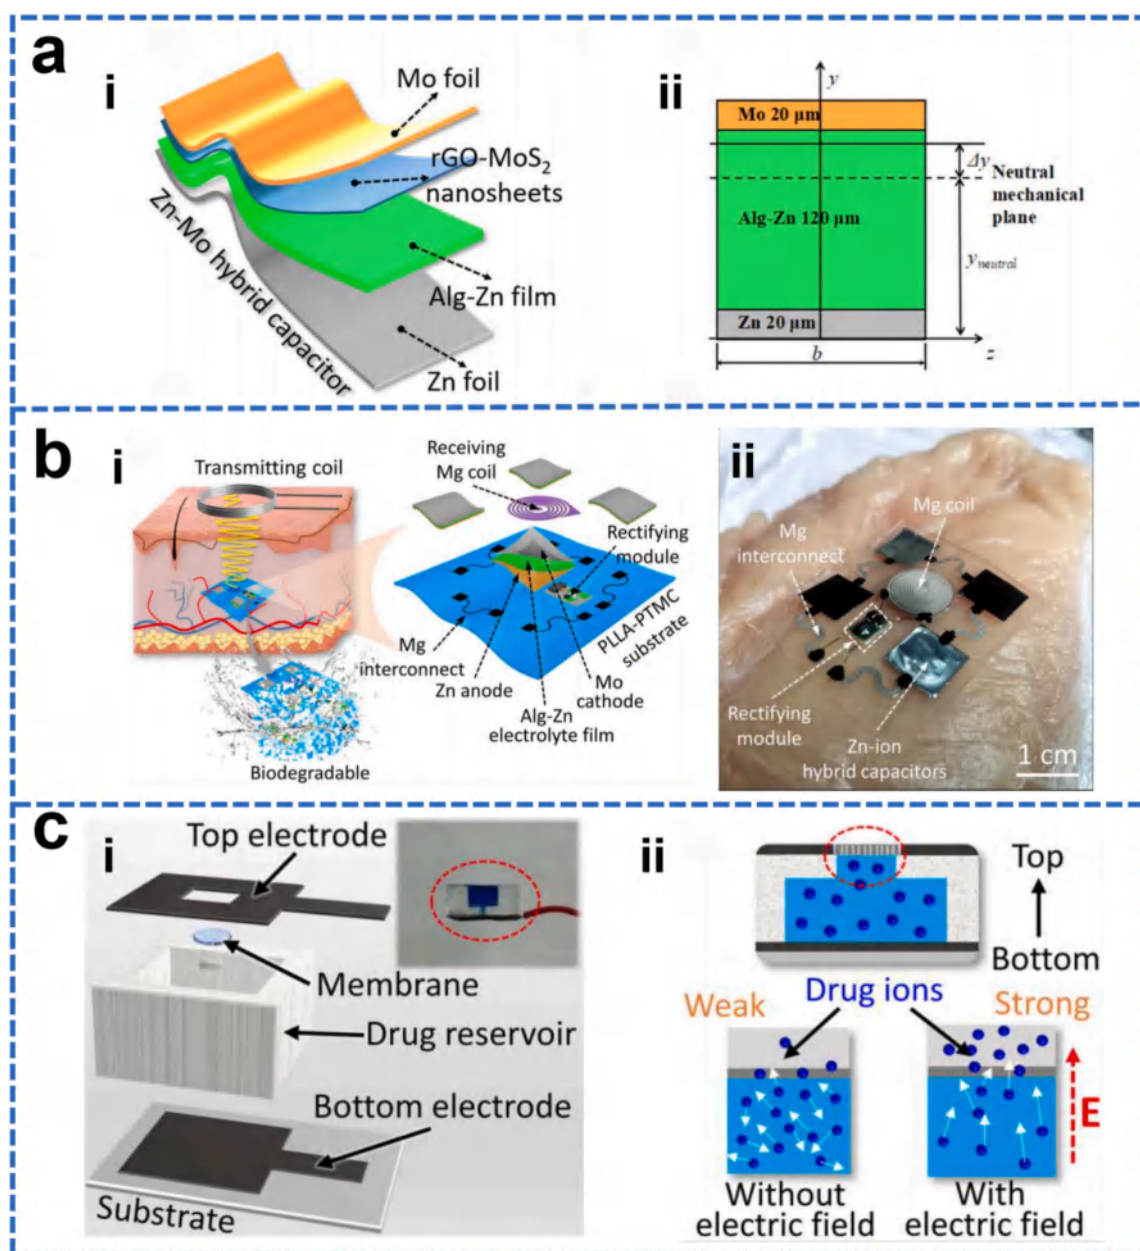 a
i
Mo foil
rGO-MoS2
nanosheets
Alg-Zn film
Zn foil
Zn-Mo hybrid capacitor
ii
y
Mo 20 μm
Δy
Neutral
mechanical
plane
Alg-Zn 120 μm
yneutral
Zn 20 μm
b
z
b
i
Transmitting coil
Biodegradable
Receiving
Mg coil
Rectifying
module
PLLA-PTMC
substrate
Mg
interconnect
Zn anode
Mo
cathode
Alg-Zn
electrolyte film
ii
Mg coil
Mg
interconnect
Rectifying
module
Zn-ion
hybrid capacitors
1 cm
c
i
Top electrode
Membrane
Drug reservoir
Bottom electrode
Substrate
ii
Top
Bottom
Weak
Drug ions
Strong
E
Without
electric field
With
electric field